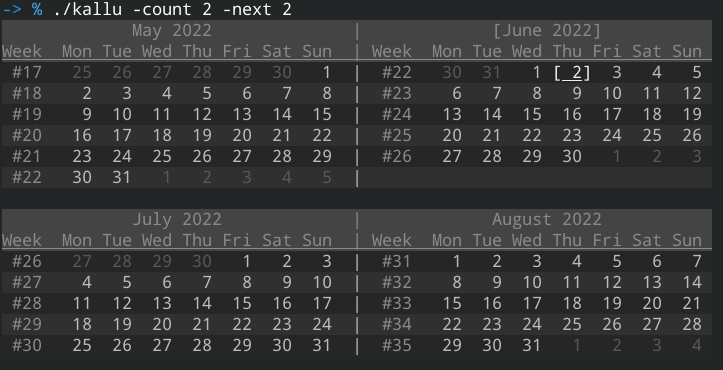 -> % ./kallu -count 2 -next 2
May 2022 | [June 2022]
Week Mon Tue Wed Thu Fri Sat Sun | Week Mon Tue Wed Thu Fri Sat Sun
#17 25 26 27 28 29 30 1 | #22 30 31 1 [ 2] 3 4 5
#18 2 3 4 5 6 7 8 | #23 6 7 8 9 10 11 12
#19 9 10 11 12 13 14 15 | #24 13 14 15 16 17 18 19
#20 16 17 18 19 20 21 22 | #25 20 21 22 23 24 25 26
#21 23 24 25 26 27 28 29 | #26 27 28 29 30 1 2 3
#22 30 31 1 2 3 4 5 |
July 2022 | August 2022
Week Mon Tue Wed Thu Fri Sat Sun | Week Mon Tue Wed Thu Fri Sat Sun
#26 27 28 29 30 1 2 3 | #31 1 2 3 4 5 6 7
#27 4 5 6 7 8 9 10 | #32 8 9 10 11 12 13 14
#28 11 12 13 14 15 16 17 | #33 15 16 17 18 19 20 21
#29 18 19 20 21 22 23 24 | #34 22 23 24 25 26 27 28
#30 25 26 27 28 29 30 31 | #35 29 30 31 1 2 3 4